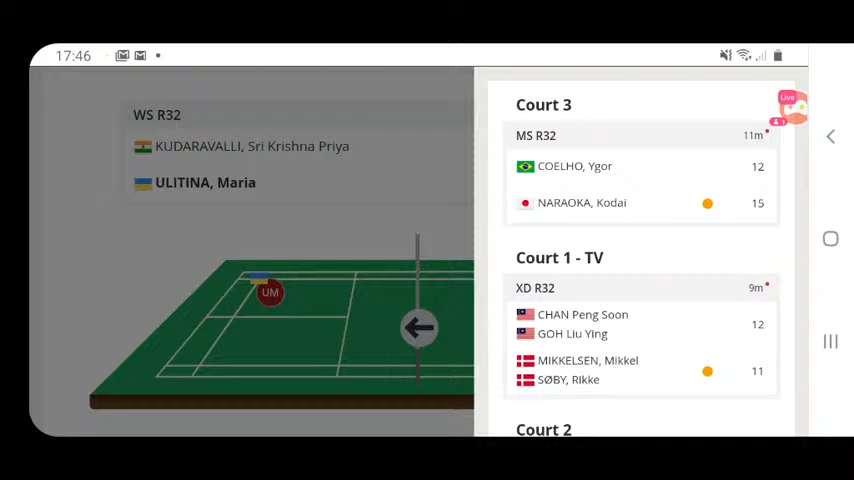 17:46
WS R32
KUDARAVALLI, Sri Krishna Priya
ULITINA, Maria
UM
Court 3
MS R32 11m
COELHO, Ygor 12
NARAOKA, Kodai 15
Live
1
Court 1 - TV
XD R32 9m
CHAN Peng Soon
GOH Liu Ying
12
MIKKELSEN, Mikkel
SØBY, Rikke
11
Court 2